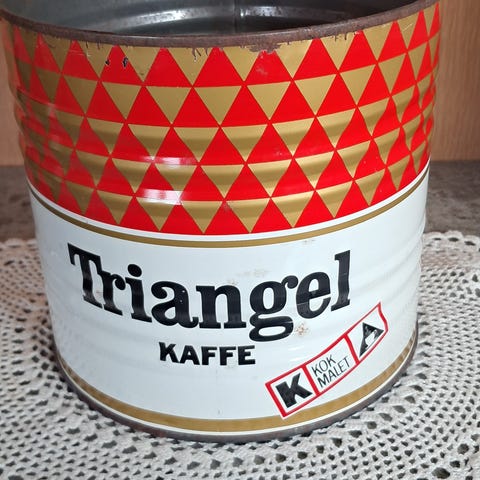 Triangel
KAFFE
K KOK A
MALET